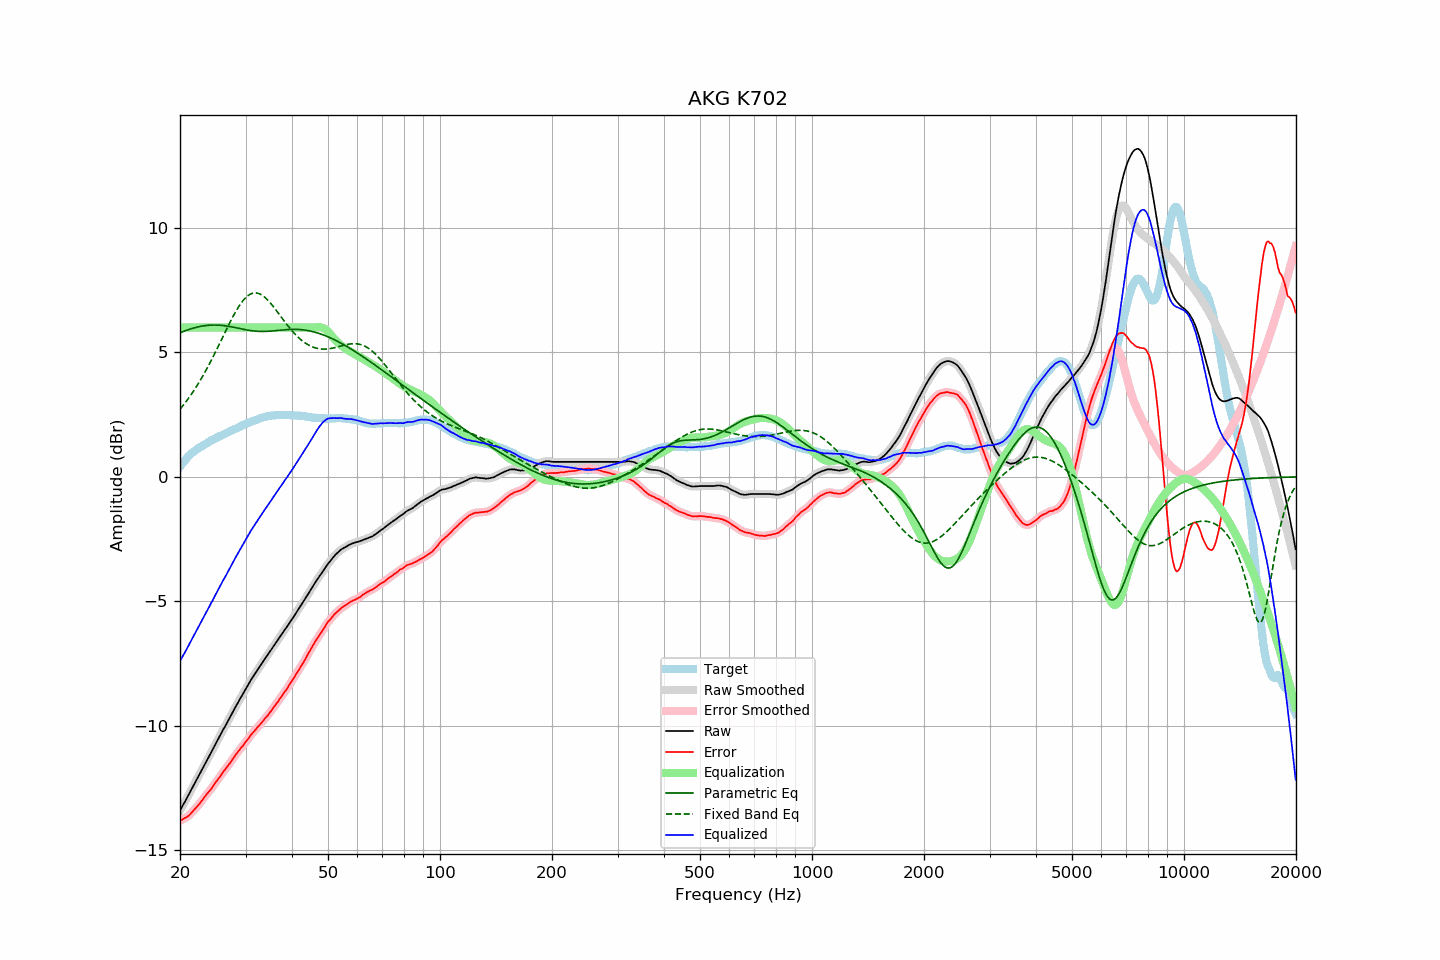 AKG K702
Amplitude (dBr)
10
5
0
−5
−10
−15
Target
Raw Smoothed
Error Smoothed
Raw
Error
Equalization
Parametric Eq
Fixed Band Eq
Equalized
20 50 100 200 500 1000 2000 5000 10000 20000
Frequency (Hz)